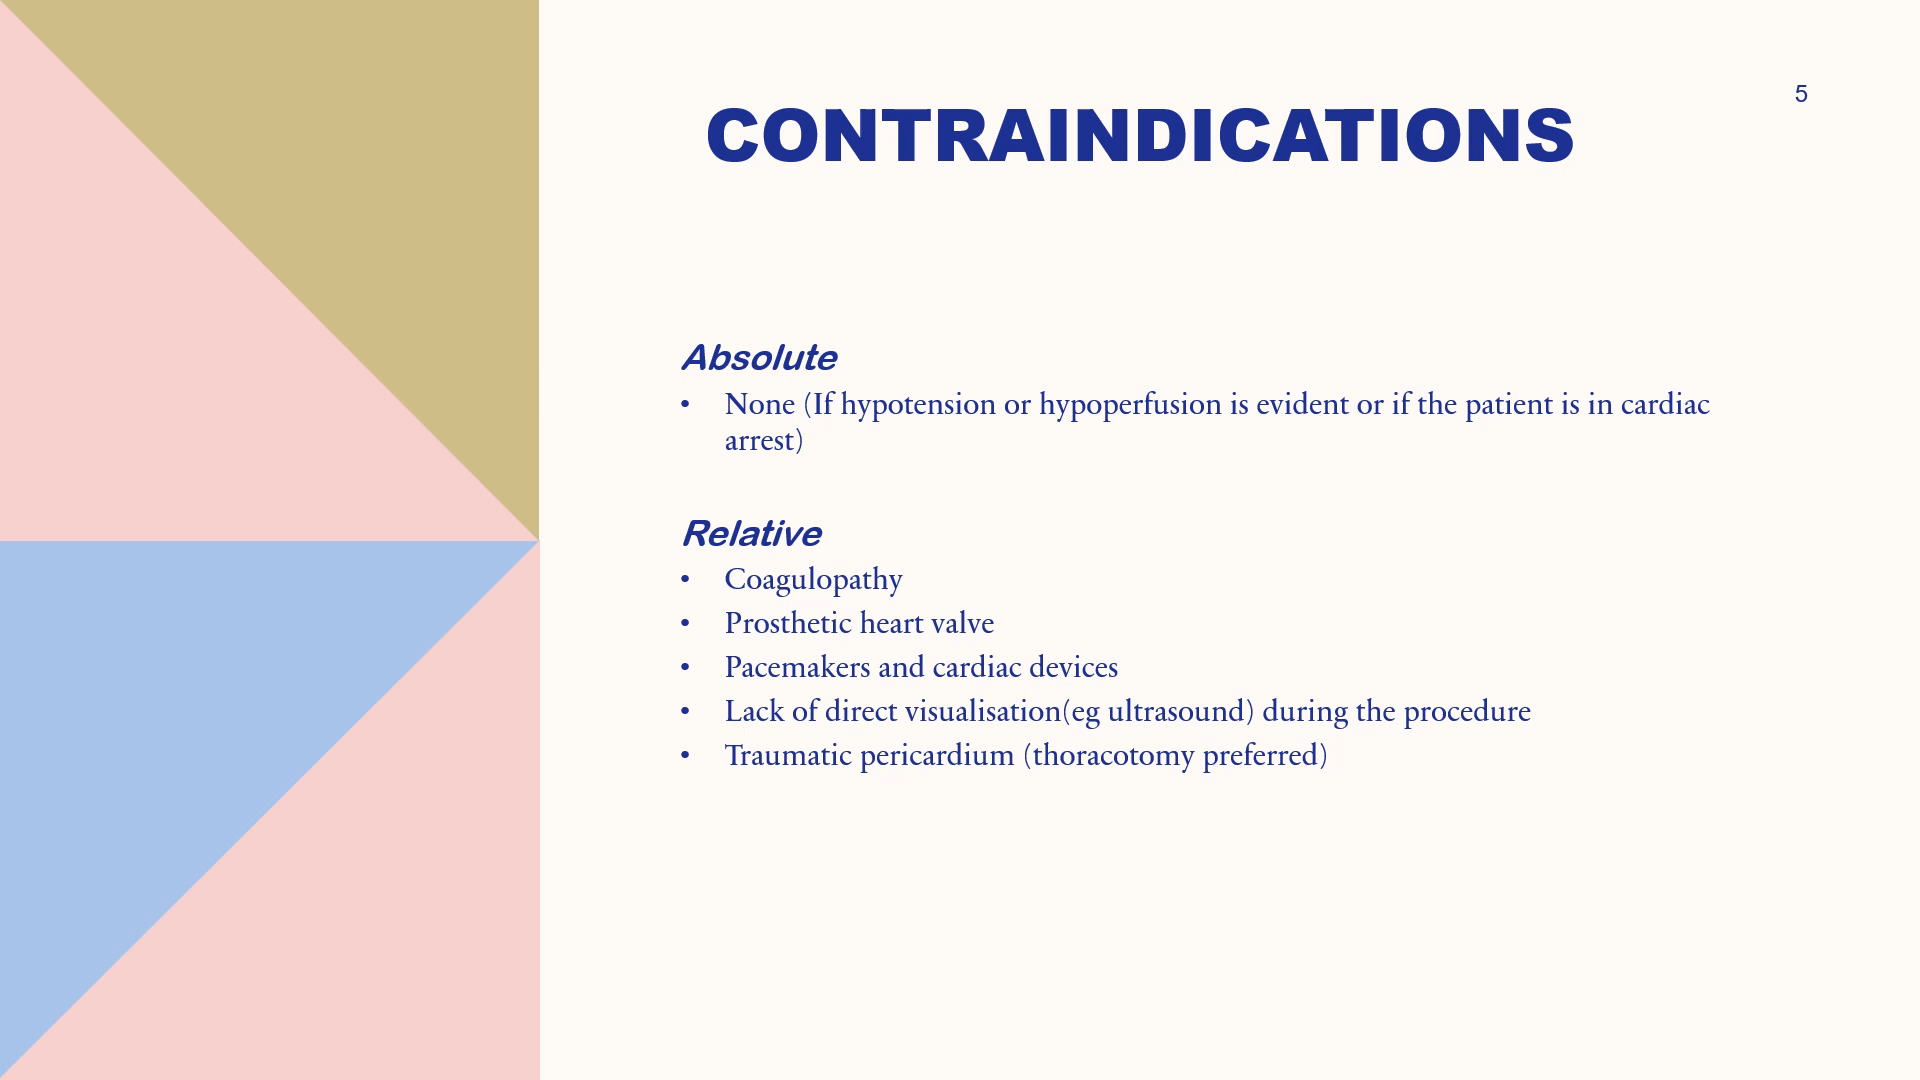 5
CONTRAINDICATIONS
Absolute
• None (If hypotension or hypoperfusion is evident or if the patient is in cardiac
arrest)
Relative
• Coagulopathy
• Prosthetic heart valve
• Pacemakers and cardiac devices
• Lack of direct visualisation(eg ultrasound) during the procedure
• Traumatic pericardium (thoracotomy preferred)